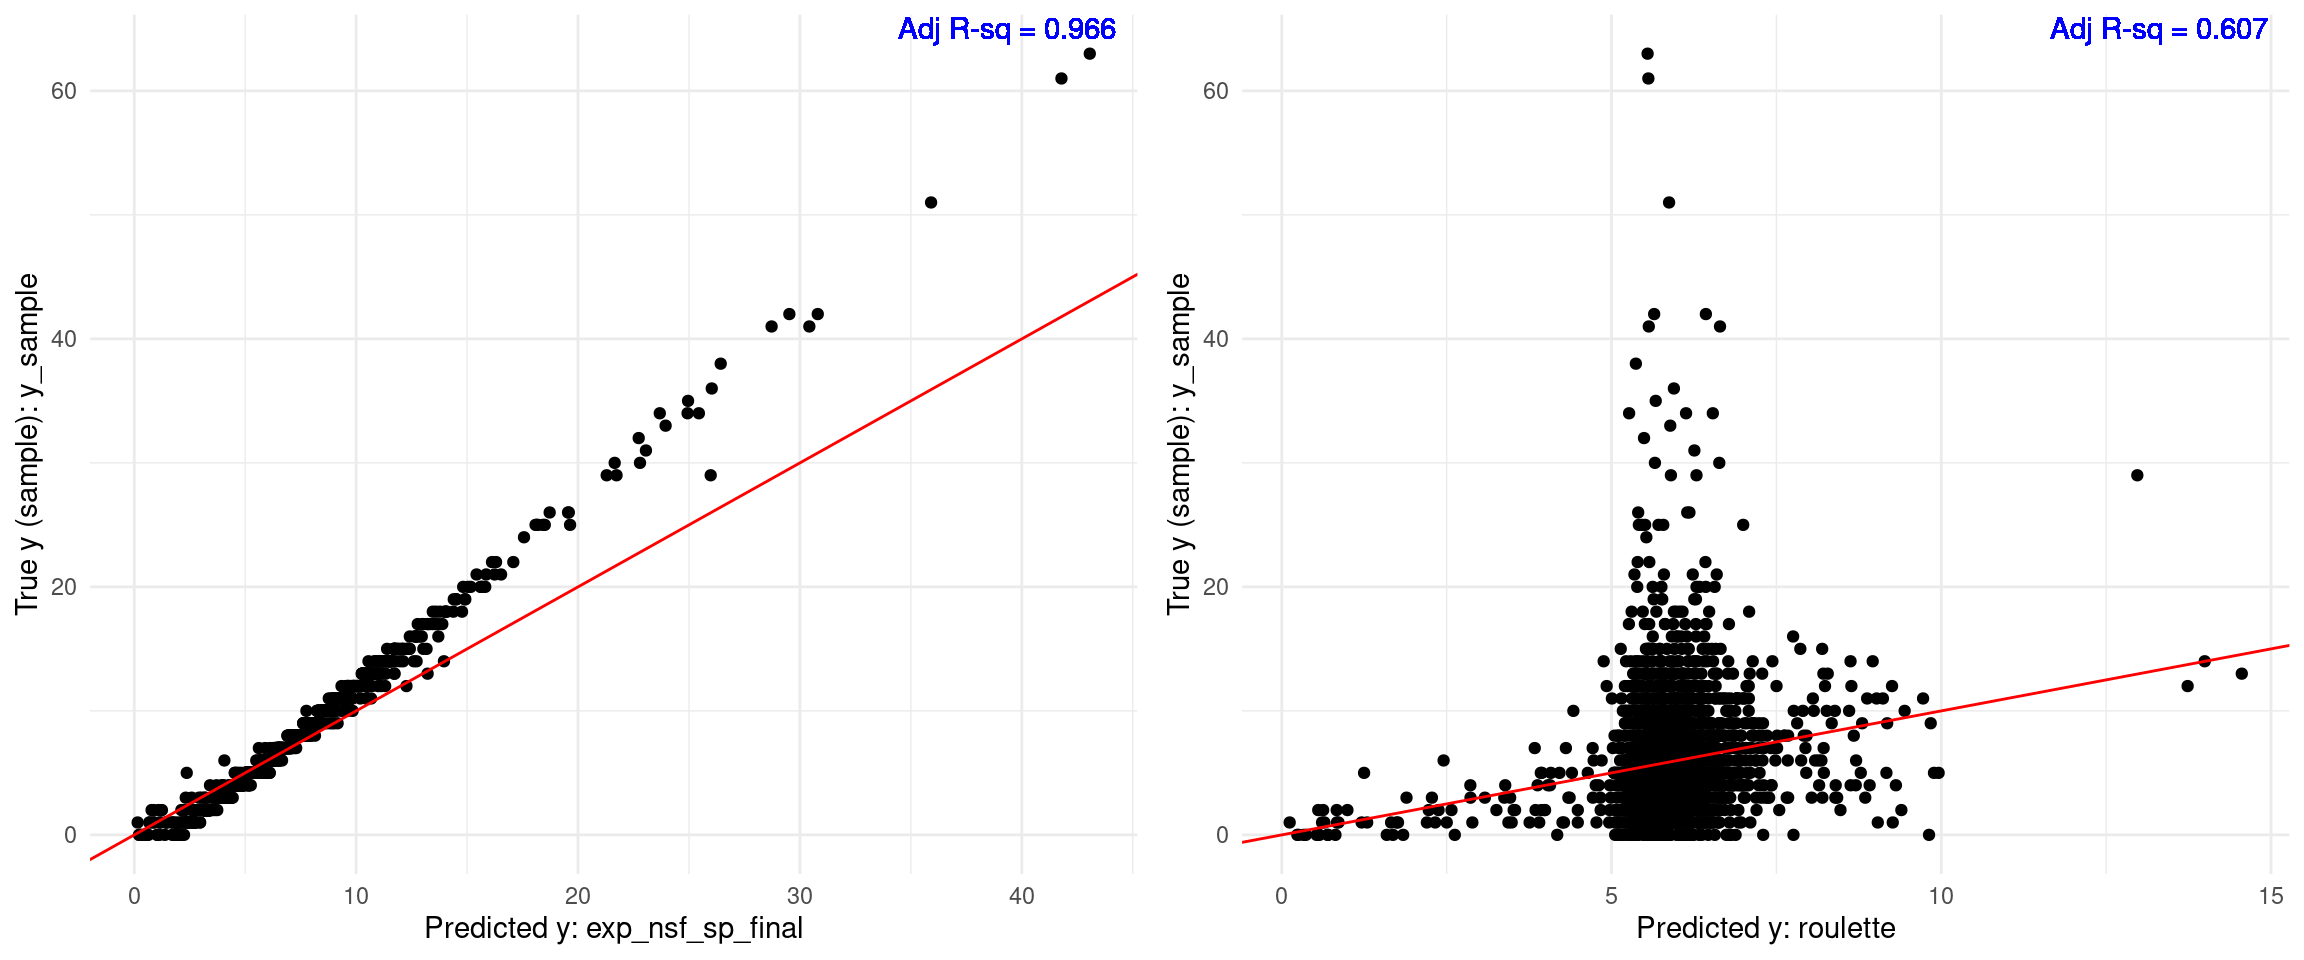 Adj R-sq = 0.966
60
40
20
0
0 10 20 30 40
Predicted y: exp_nsf_sp_final
True y (sample): y_sample
Adj R-sq = 0.607
60
40
20
0
0 5 10 15
Predicted y: roulette
True y (sample): y_sample